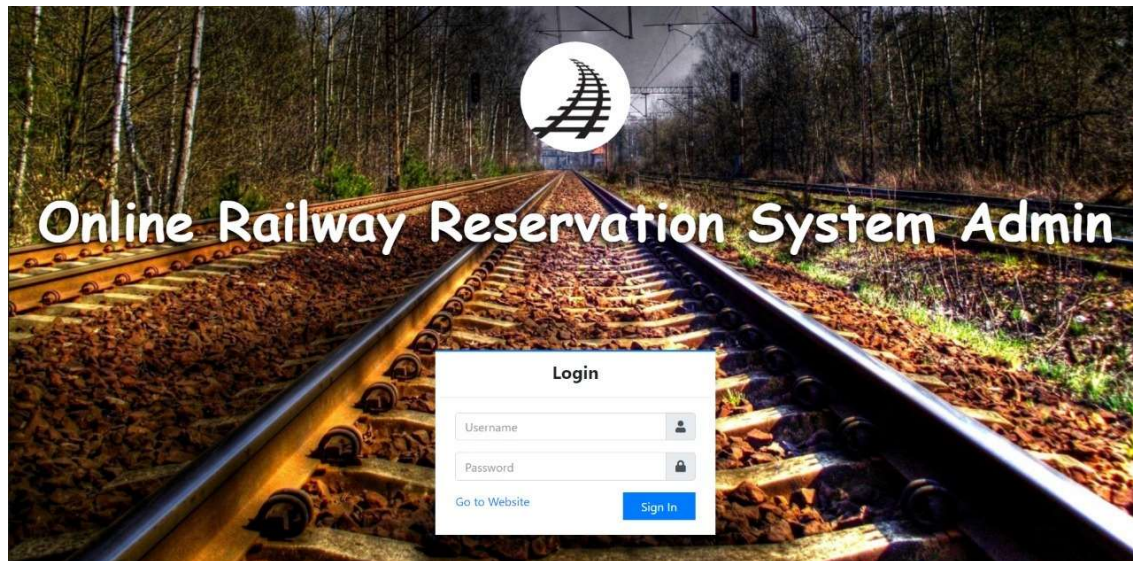 Online Railway Reservation System Admin
Login
Username
Password
Go to Website
Sign In